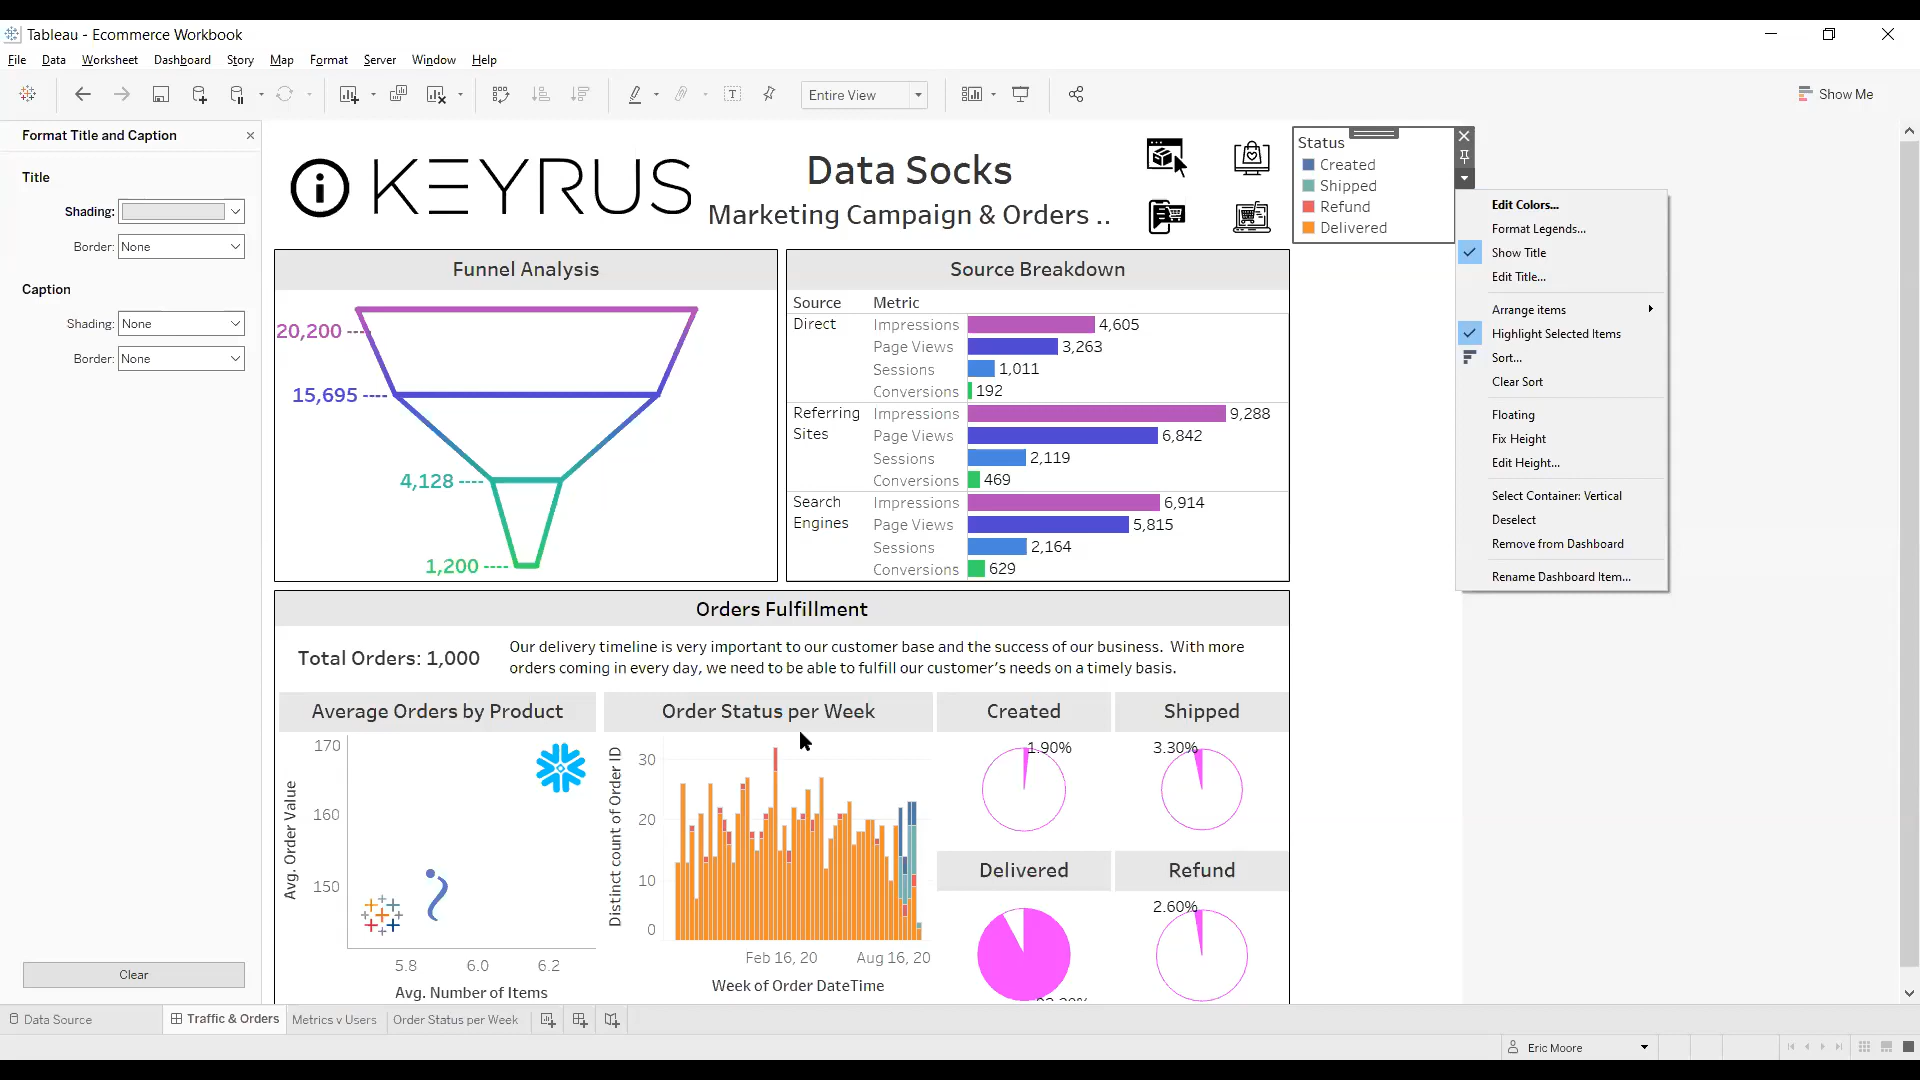 Tableau - Ecommerce Workbook
File Data Worksheet Dashboard Story Map Format Server Window Help
Entire View
Show Me
Format Title and Caption
Title
Shading:
Border: None
Caption
Shading: None
Border: None
Clear
KEYRUS
Data Socks
Marketing Campaign & Orders ..
Status
Created
Shipped
Refund
Delivered
Edit Colors...
Format Legends...
Show Title
Edit Title...
Arrange items
Highlight Selected Items
Sort...
Clear Sort
Floating
Fix Height
Edit Height...
Select Container: Vertical
Deselect
Remove from Dashboard
Rename Dashboard Item...
Funnel Analysis
20,200
15,695
4,128
1,200
Source Breakdown
Source Metric
Direct Impressions 4,605
Page Views 3,263
Sessions 1,011
Conversions 192
Referring Impressions 9,288
Sites Page Views 6,842
Sessions 2,119
Conversions 469
Search Impressions 6,914
Engines Page Views 5,815
Sessions 2,164
Conversions 629
Orders Fulfillment
Total Orders: 1,000
Our delivery timeline is very important to our customer base and the success of our business. With more
orders coming in every day, we need to be able to fulfill our customer's needs on a timely basis.
Average Orders by Product
Avg. Order Value
170
160
150
5.8 6.0 6.2
Avg. Number of Items
Order Status per Week
Distinct count of Order ID
30
20
10
0
Feb 16, 20 Aug 16, 20
Week of Order DateTime
Created
1.90%
Shipped
3.30%
Delivered
Refund
2.60%
Data Source Traffic & Orders Metrics v Users Order Status per Week
Eric Moore